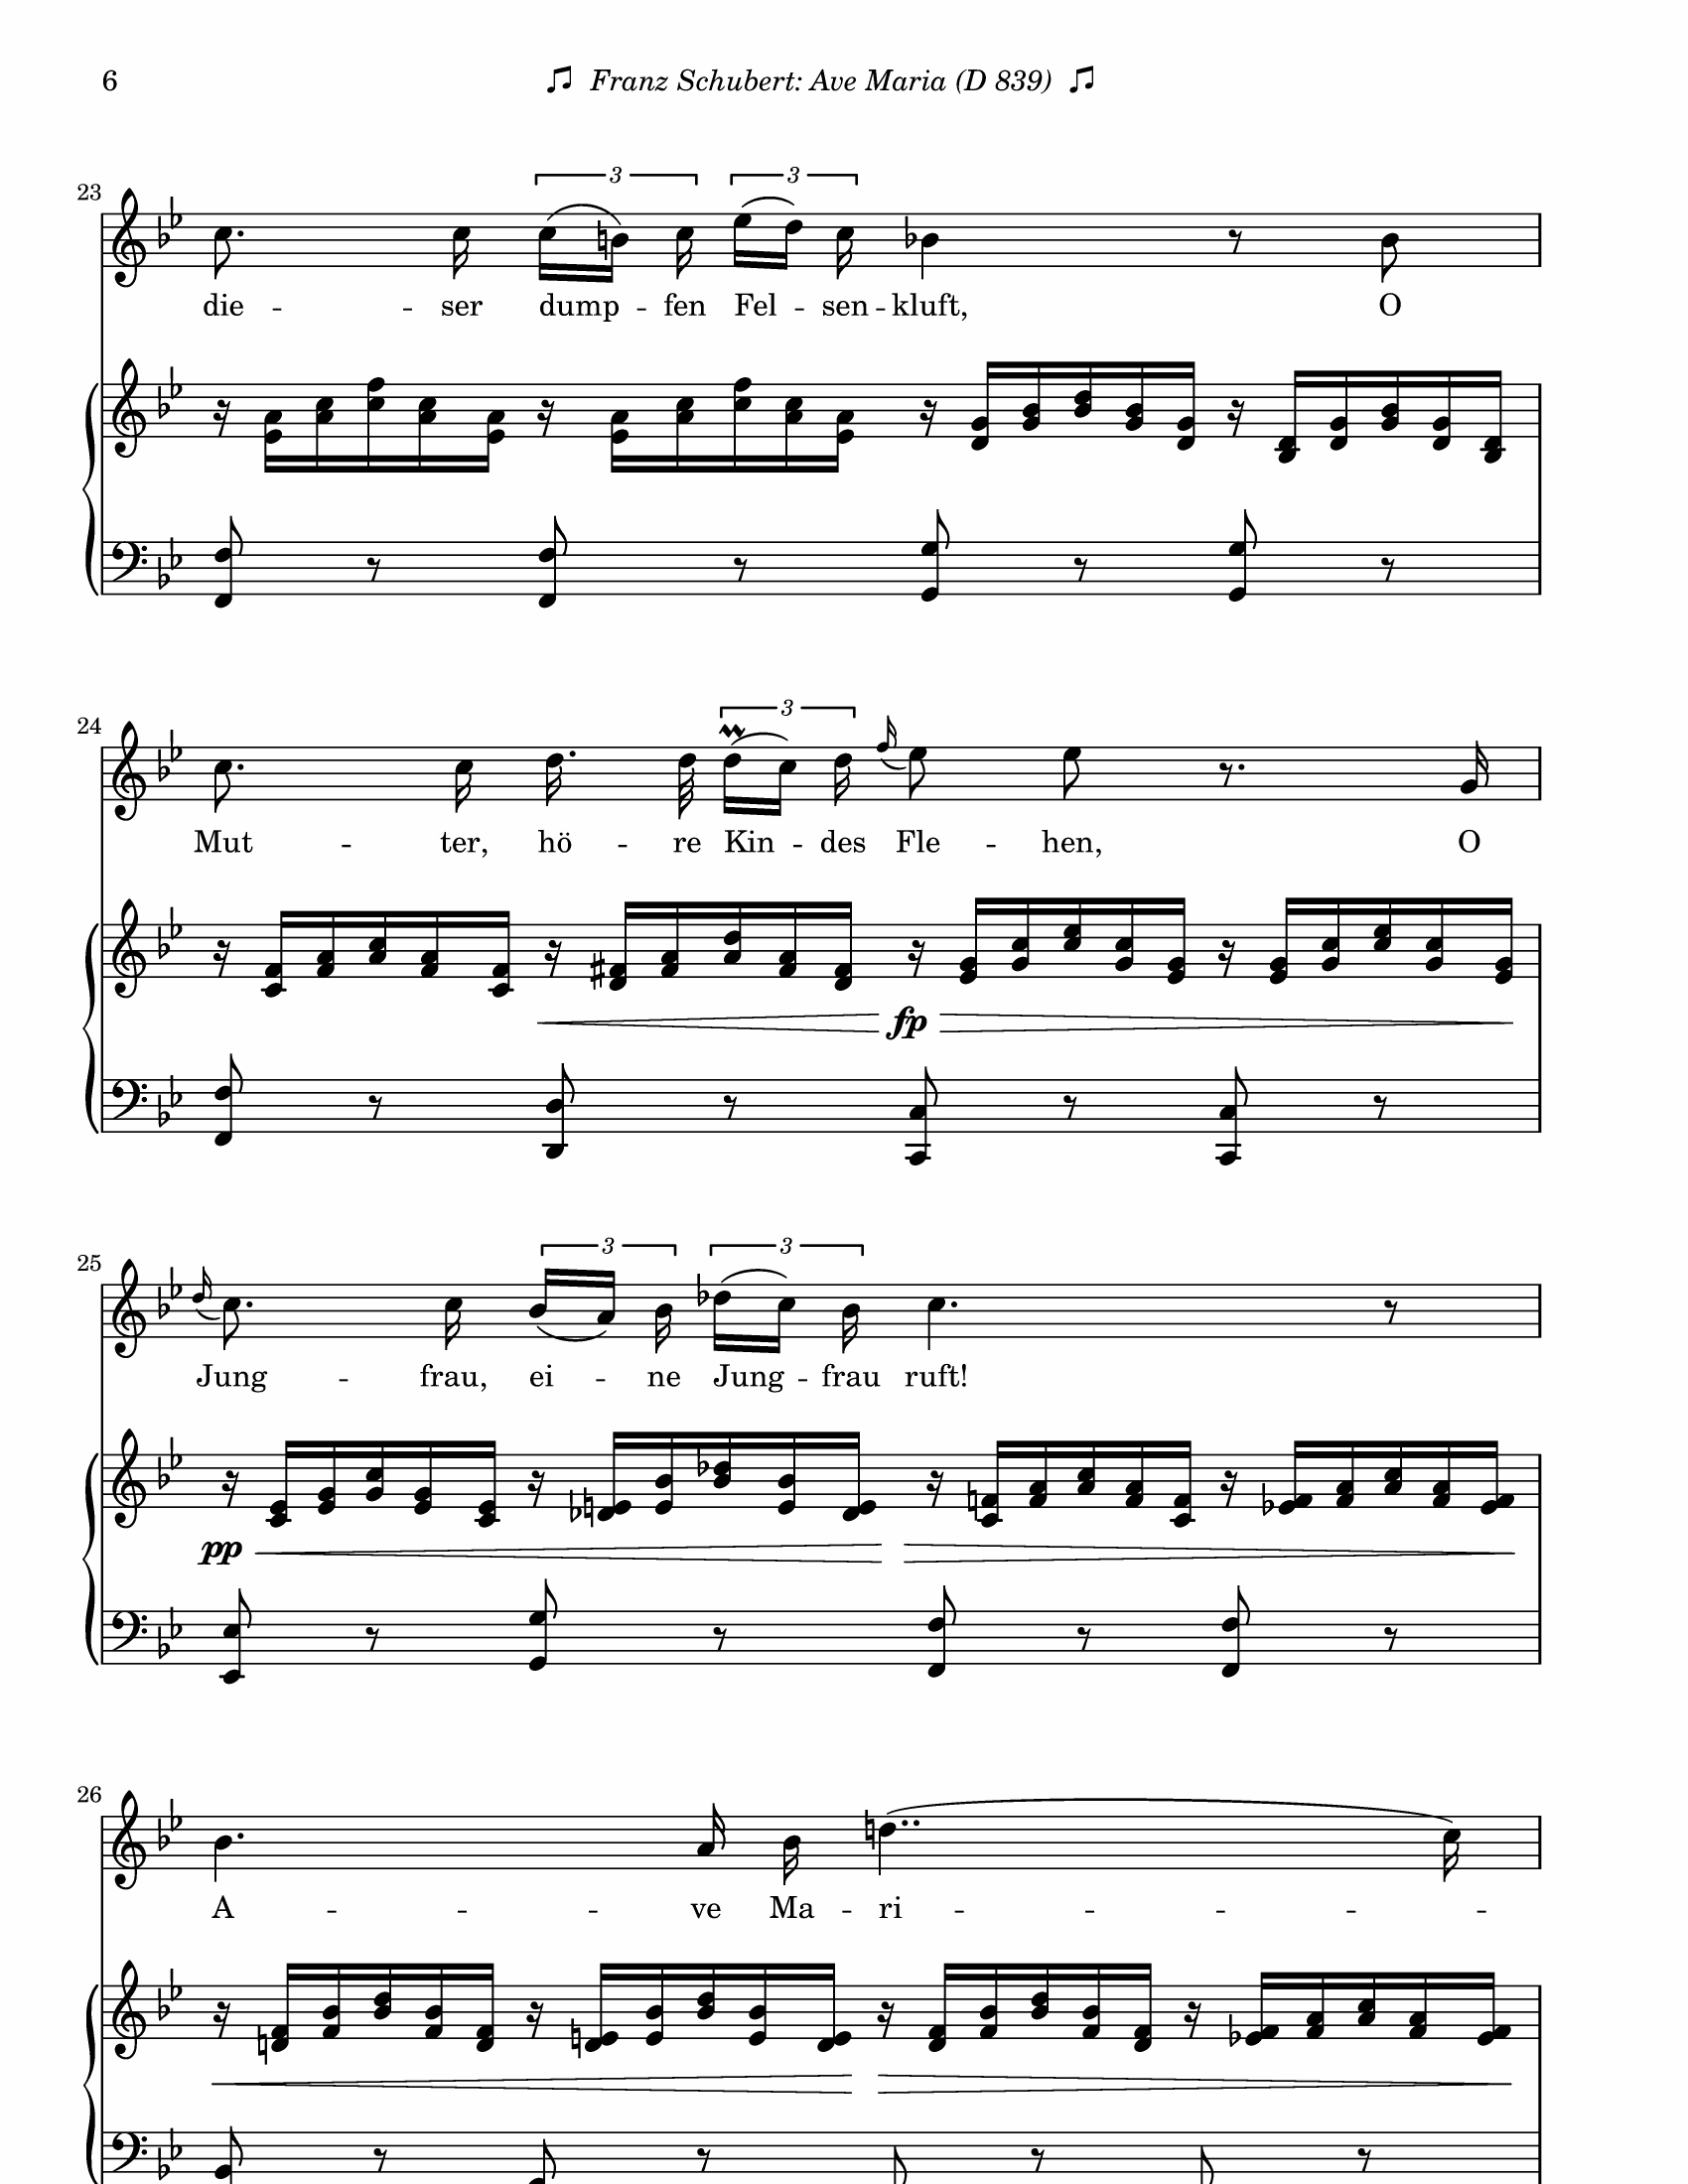 6 ♫ Franz Schubert: Ave Maria (D 839) ♫
23
3 3
die - ser dump - fen Fel - sen - kluft, O
24
3
Mut - ter, hö - re Kin - des Fle - hen, O
fp
25
3 3
Jung - frau, ei - ne Jung - frau ruft!
pp
26
A - - - ve Ma - ri - - -